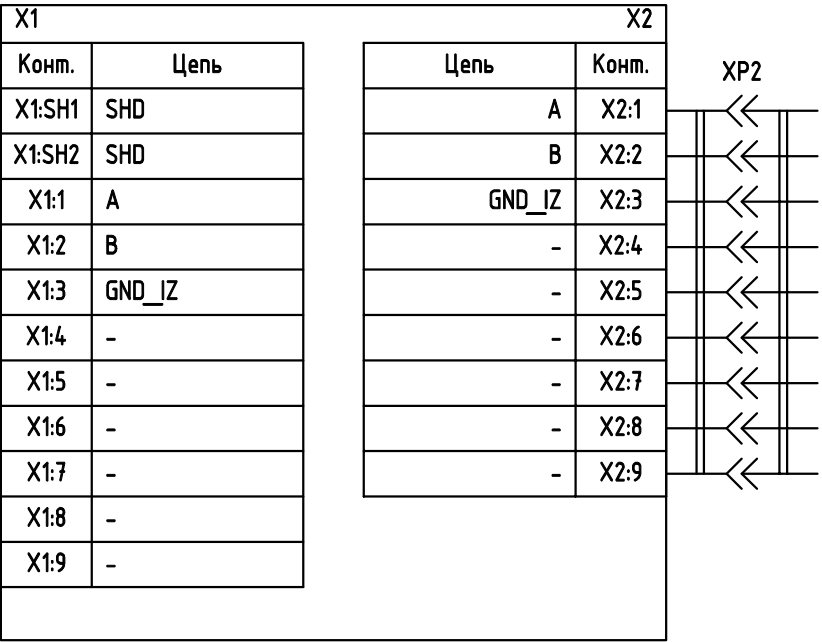 X1 X2
Конт. Цепь Цепь Конт. XP2
X1:SH1 SHD A X2:1
X1:SH2 SHD B X2:2
X1:1 A GND_IZ X2:3
X1:2 B - X2:4
X1:3 GND_IZ - X2:5
X1:4 - - X2:6
X1:5 - - X2:7
X1:6 - - X2:8
X1:7 - - X2:9
X1:8 -
X1:9 -